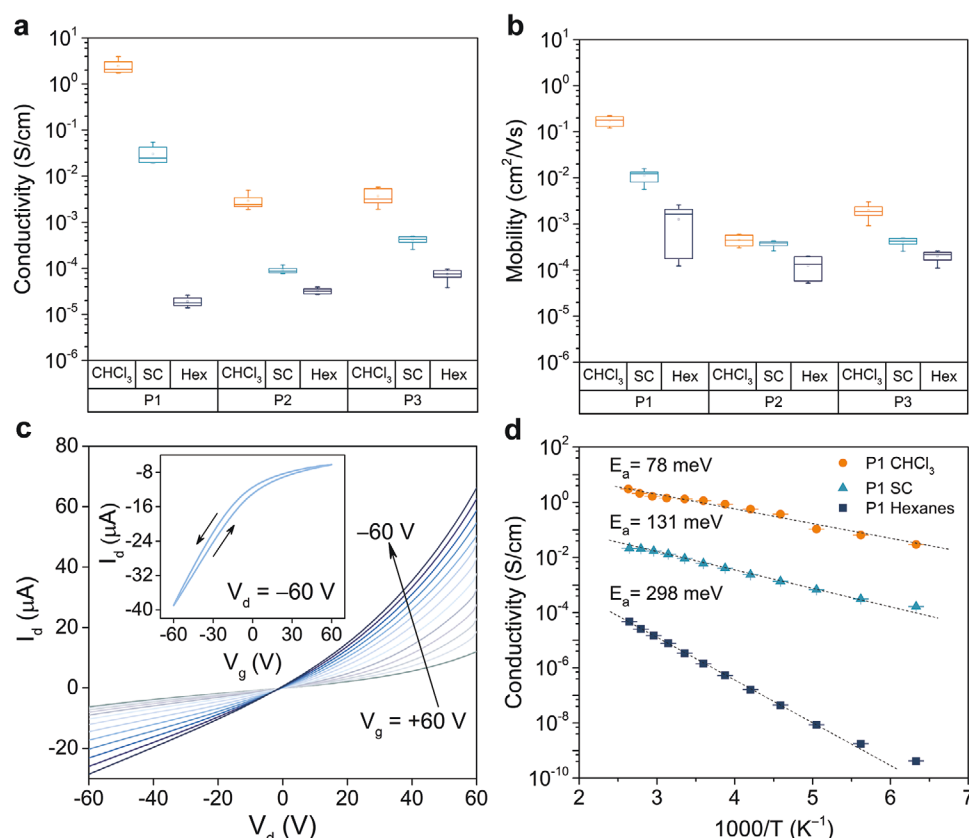 a
Conductivity (S/cm)
10^1
10^0
10^-1
10^-2
10^-3
10^-4
10^-5
10^-6
CHCl₃ SC Hex CHCl₃ SC Hex CHCl₃ SC Hex
P1 P2 P3
b
Mobility (cm²/Vs)
10^1
10^0
10^-1
10^-2
10^-3
10^-4
10^-5
10^-6
CHCl₃ SC Hex CHCl₃ SC Hex CHCl₃ SC Hex
P1 P2 P3
c
I_d (μA)
80
60
40
20
0
-20
-60 -40 -20 0 20 40 60
V_d (V)
I_d (μA)
-8
-16
-24
-32
-40
-60 -30 0 30 60
V_g (V)
V_d = −60 V
−60 V
V_g = +60 V
d
Conductivity (S/cm)
10^2
10^0
10^-2
10^-4
10^-6
10^-8
10^-10
2 3 4 5 6 7
1000/T (K⁻¹)
E_a= 78 meV
E_a= 131 meV
E_a= 298 meV
P1 CHCl₃
P1 SC
P1 Hexanes